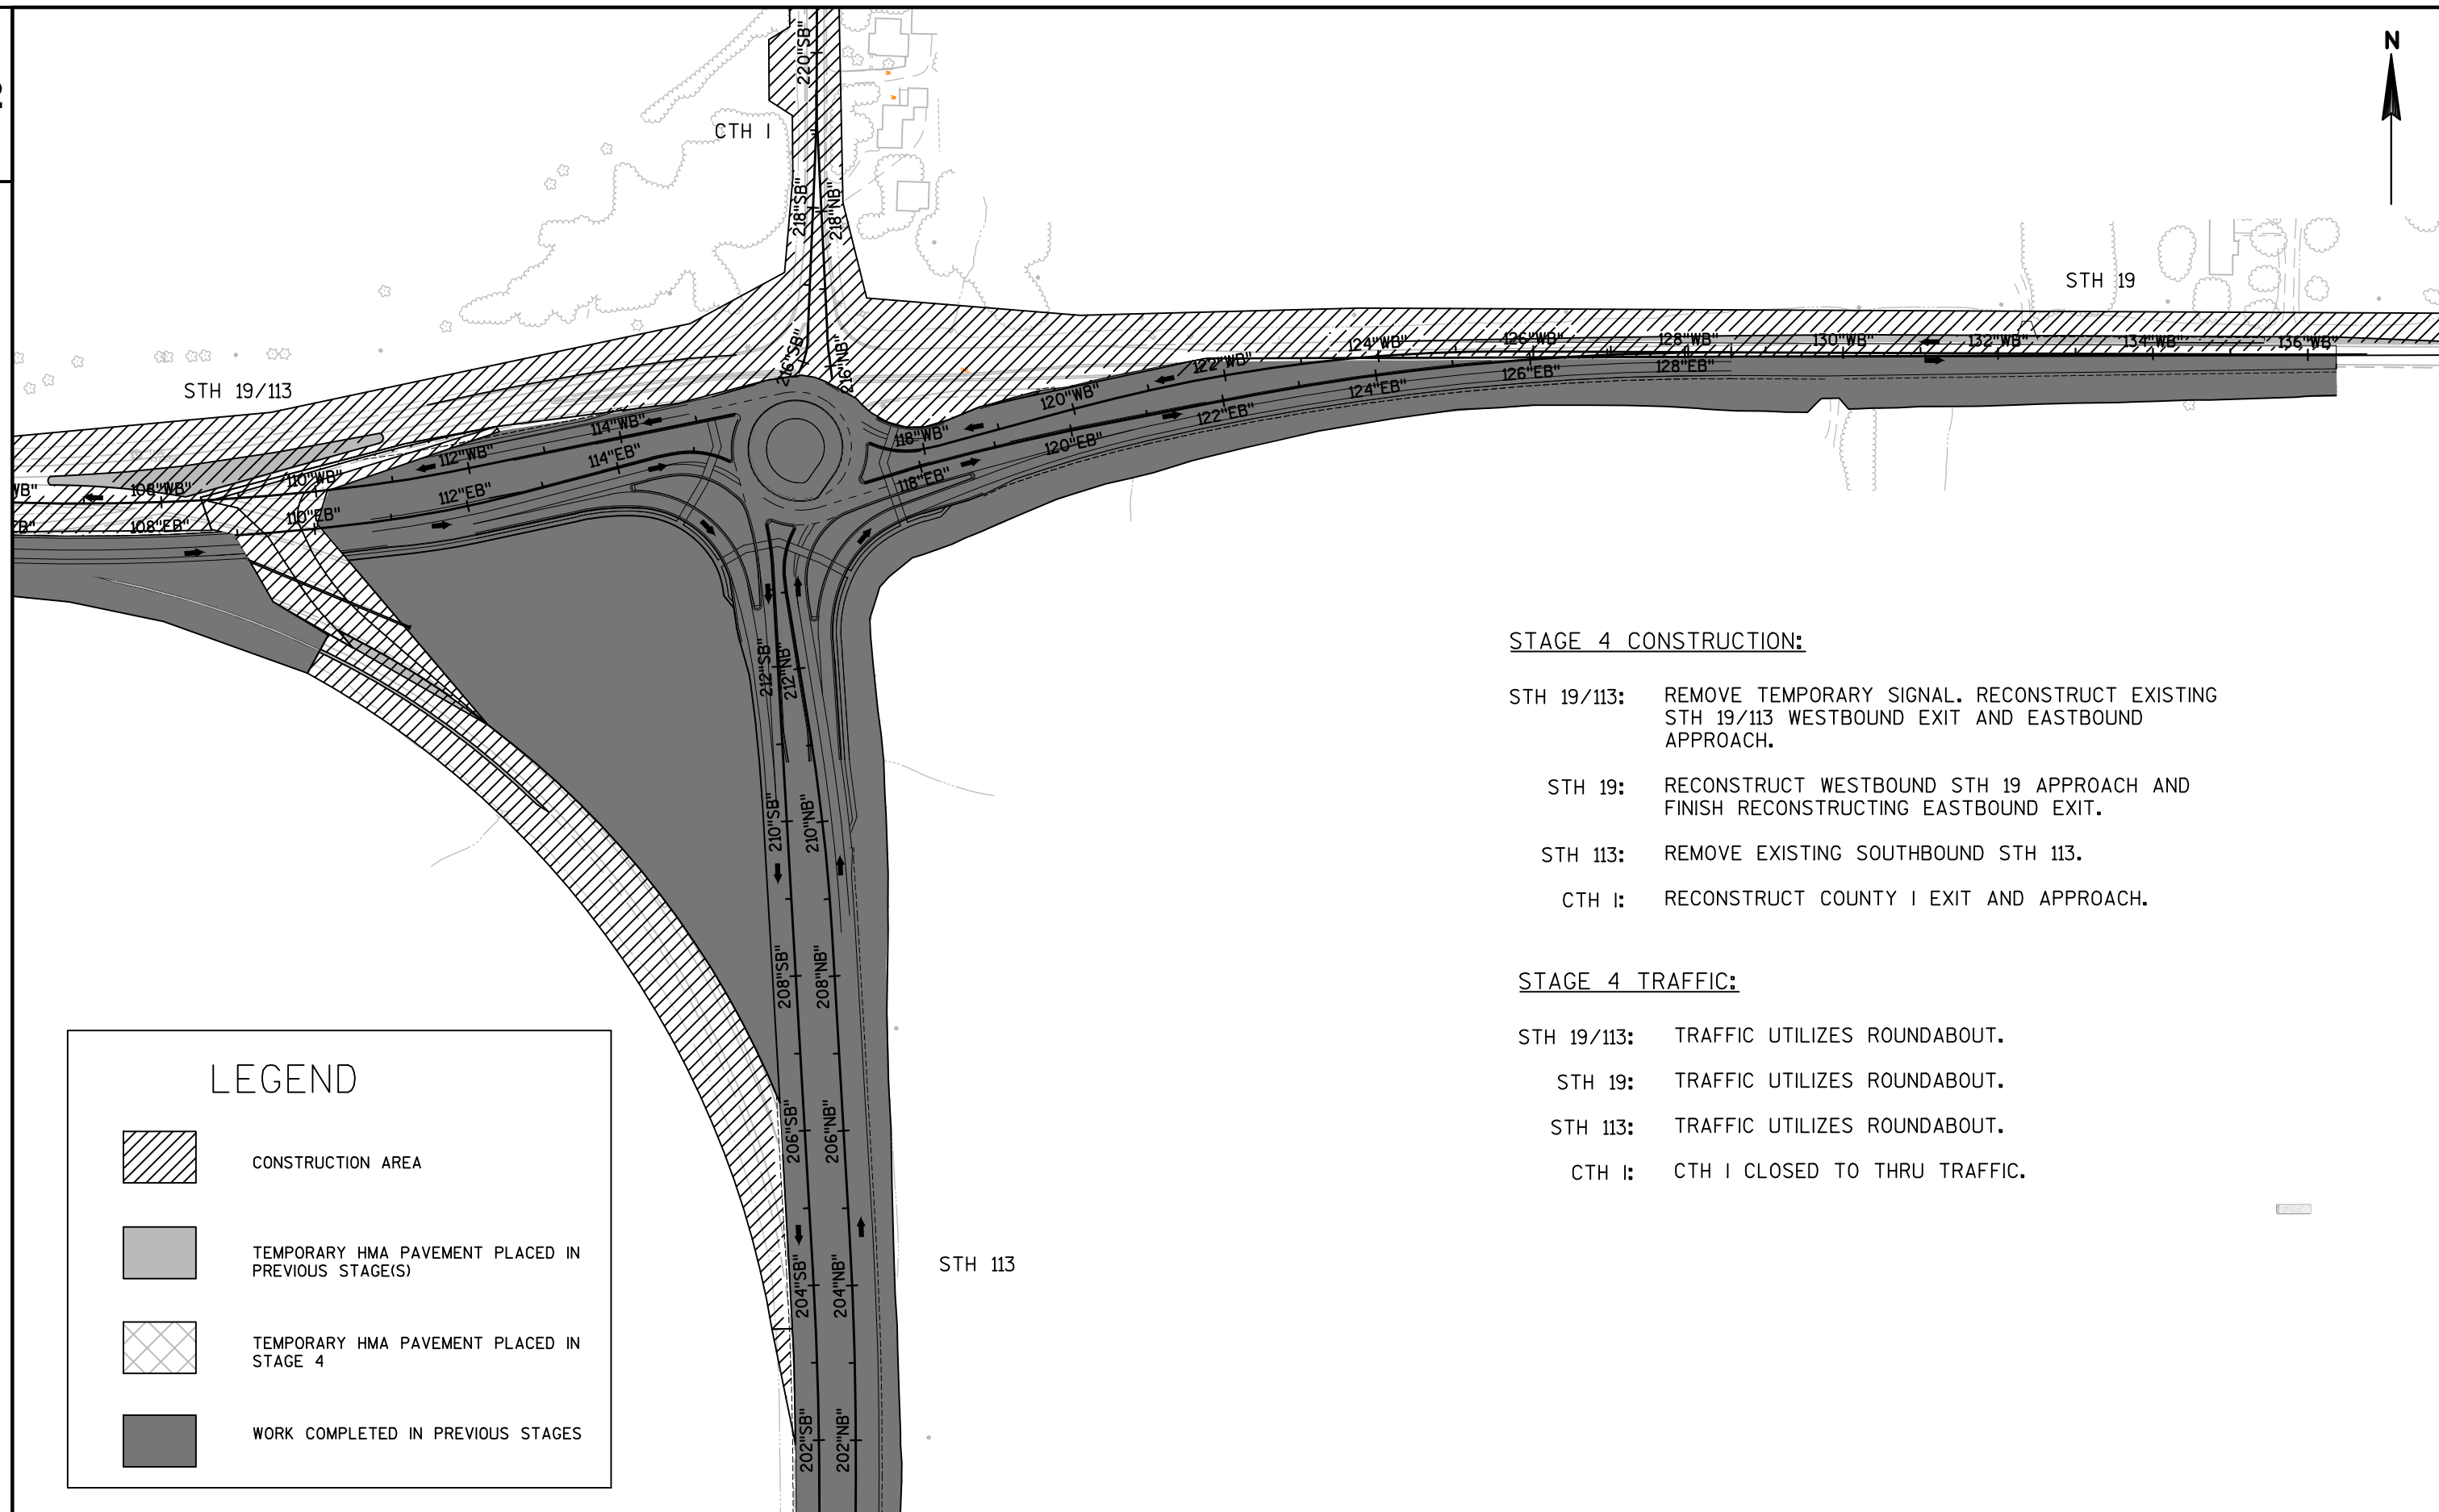 N
220"SB"
CTH I
218"SB"
218"NB"
STH 19
216"SB"
216"NB"
STH 19/113
124"WB"
126"WB"
128"WB"
130"WB"
132"WB"
134"WB"
136"WB"
122"WB"
120"WB"
118"WB"
124"EB"
126"EB"
128"EB"
122"EB"
120"EB"
118"EB"
114"WB"
112"WB"
110"WB"
108"WB"
WB"
114"EB"
112"EB"
110"EB"
108"EB"
212"SB"
212"NB"
210"SB"
210"NB"
208"SB"
208"NB"
206"SB"
206"NB"
204"SB"
204"NB"
202"SB"
202"NB"
STH 113
STAGE 4 CONSTRUCTION:
STH 19/113: REMOVE TEMPORARY SIGNAL. RECONSTRUCT EXISTING
STH 19/113 WESTBOUND EXIT AND EASTBOUND
APPROACH.
STH 19: RECONSTRUCT WESTBOUND STH 19 APPROACH AND
FINISH RECONSTRUCTING EASTBOUND EXIT.
STH 113: REMOVE EXISTING SOUTHBOUND STH 113.
CTH I: RECONSTRUCT COUNTY I EXIT AND APPROACH.
STAGE 4 TRAFFIC:
STH 19/113: TRAFFIC UTILIZES ROUNDABOUT.
STH 19: TRAFFIC UTILIZES ROUNDABOUT.
STH 113: TRAFFIC UTILIZES ROUNDABOUT.
CTH I: CTH I CLOSED TO THRU TRAFFIC.
LEGEND
CONSTRUCTION AREA
TEMPORARY HMA PAVEMENT PLACED IN
PREVIOUS STAGE(S)
TEMPORARY HMA PAVEMENT PLACED IN
STAGE 4
WORK COMPLETED IN PREVIOUS STAGES